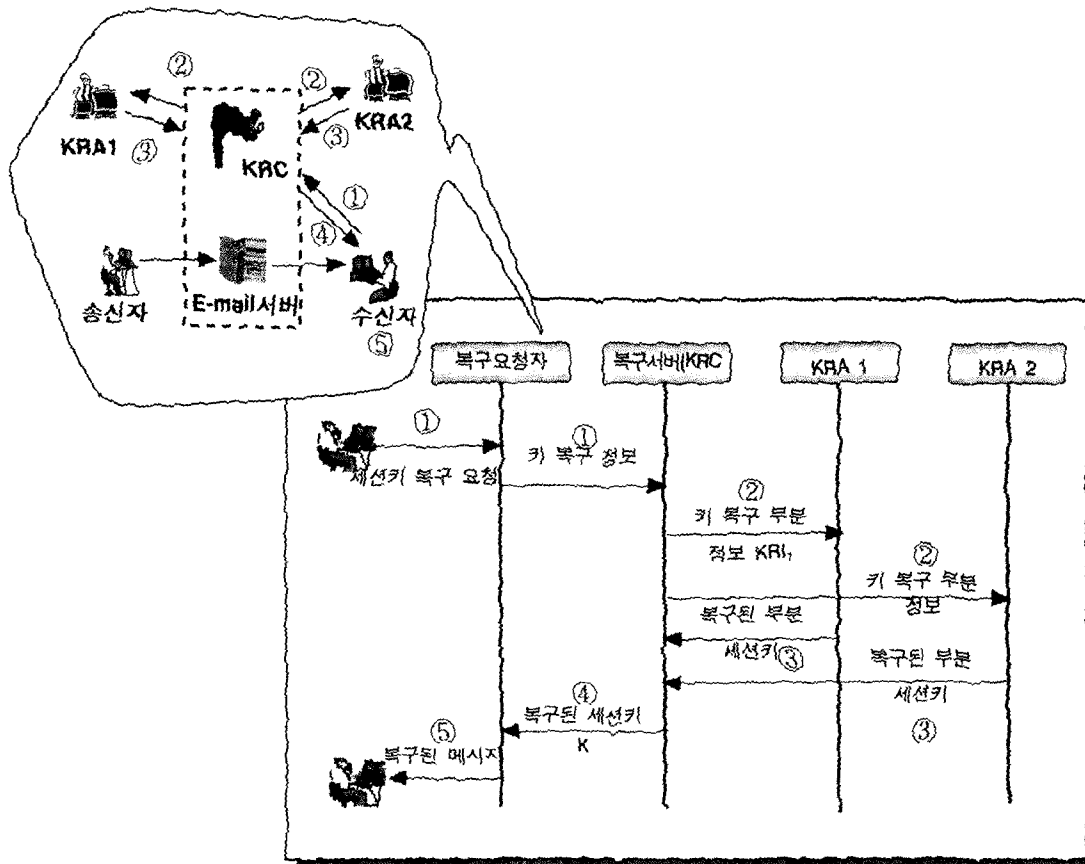 ② ②
KRA1 ③ KRA2
③
KRC
①
④
송신자 E-mail서버 수신자
⑤
복구요청자 복구서버(KRC KRA 1 KRA 2
① ①
세션키 복구 요청 키 복구 정보
②
키 복구 부분
정보 KRI₁
②
키 복구 부분
정보
복구된 부분
세션키③
복구된 부분
세션키
③
④
복구된 세션키
K
⑤
복구된 메시지